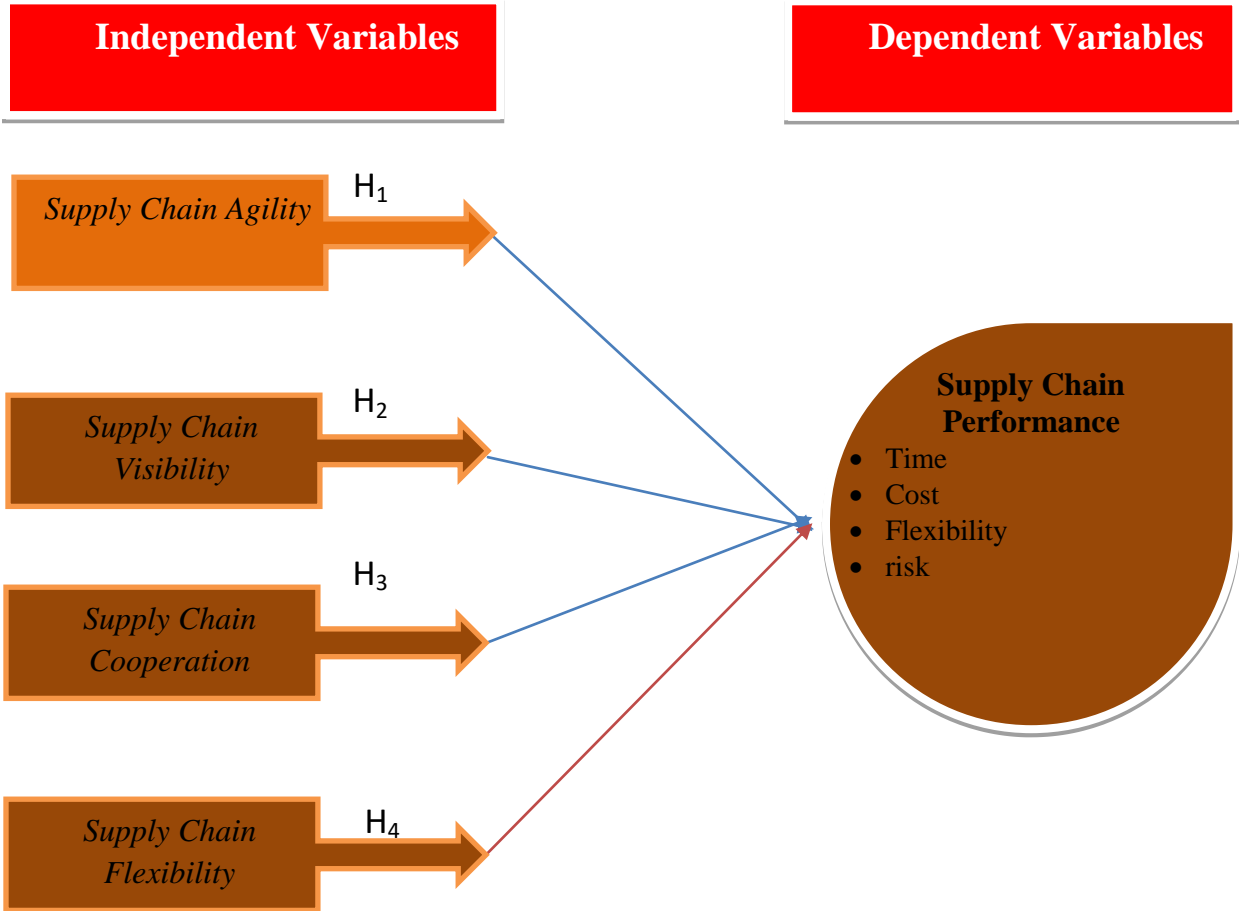 Independent Variables
Dependent Variables
Supply Chain Agility
H₁
Supply Chain
Visibility
H₂
Supply Chain
Cooperation
H₃
Supply Chain
Flexibility
H₄
Supply Chain
Performance
• Time
• Cost
• Flexibility
• risk